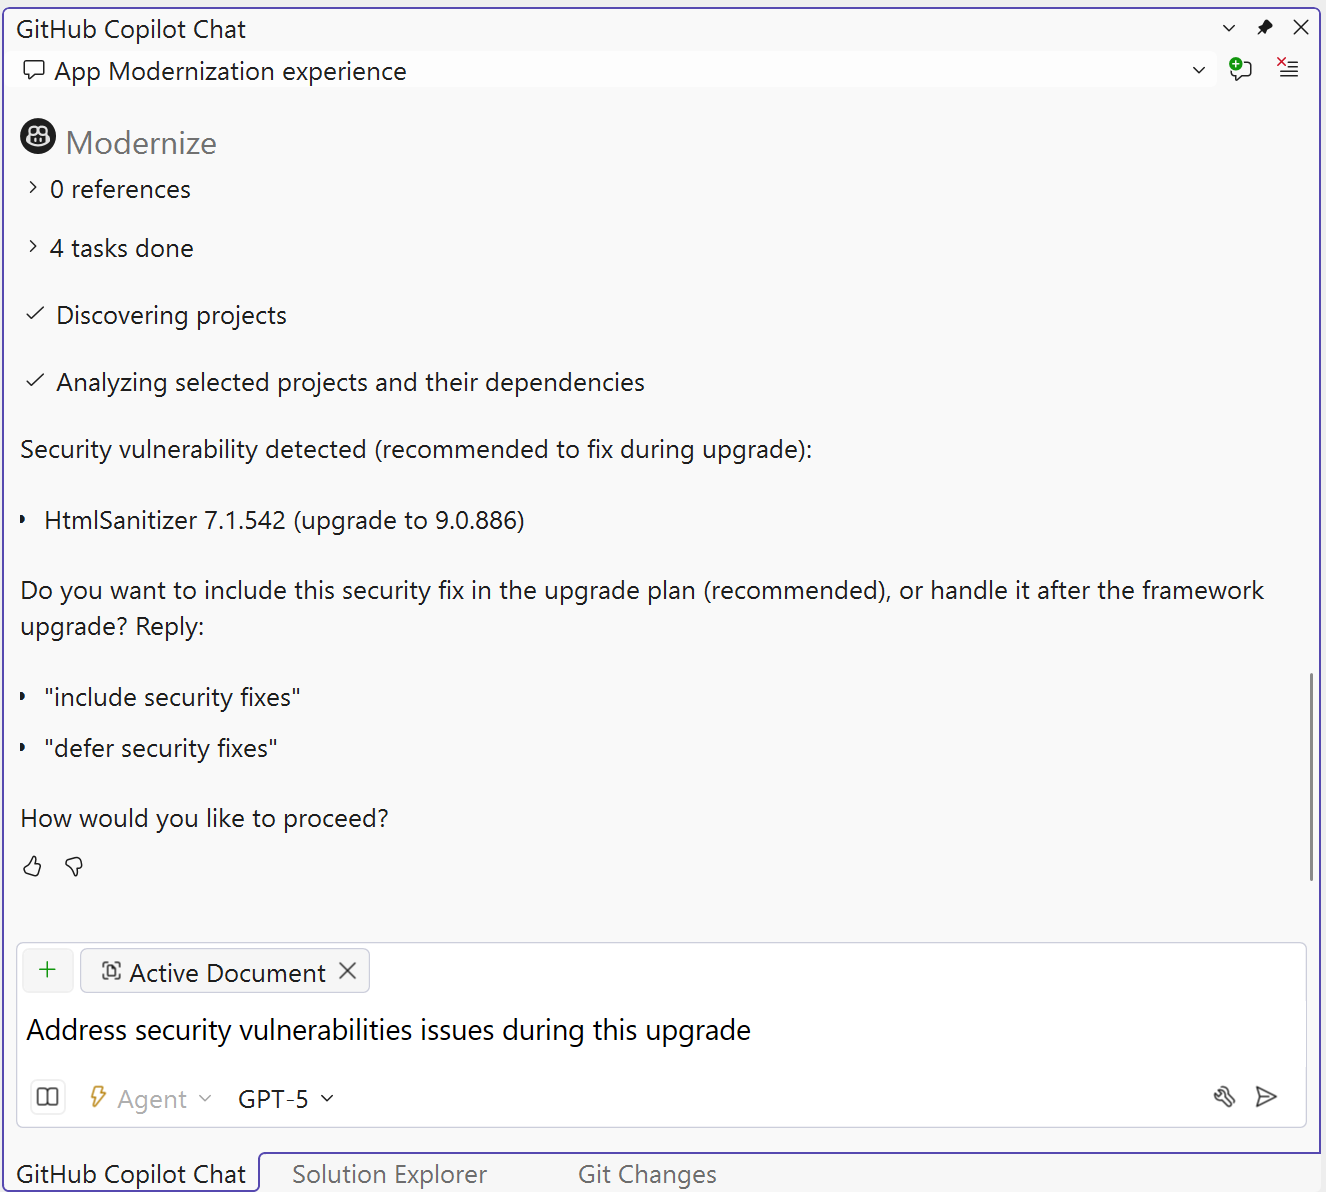 GitHub Copilot Chat
App Modernization experience
Modernize
0 references
4 tasks done
Discovering projects
Analyzing selected projects and their dependencies
Security vulnerability detected (recommended to fix during upgrade):
HtmlSanitizer 7.1.542 (upgrade to 9.0.886)
Do you want to include this security fix in the upgrade plan (recommended), or handle it after the framework
upgrade? Reply:
"include security fixes"
"defer security fixes"
How would you like to proceed?
Active Document
Address security vulnerabilities issues during this upgrade
Agent GPT-5
GitHub Copilot Chat Solution Explorer Git Changes